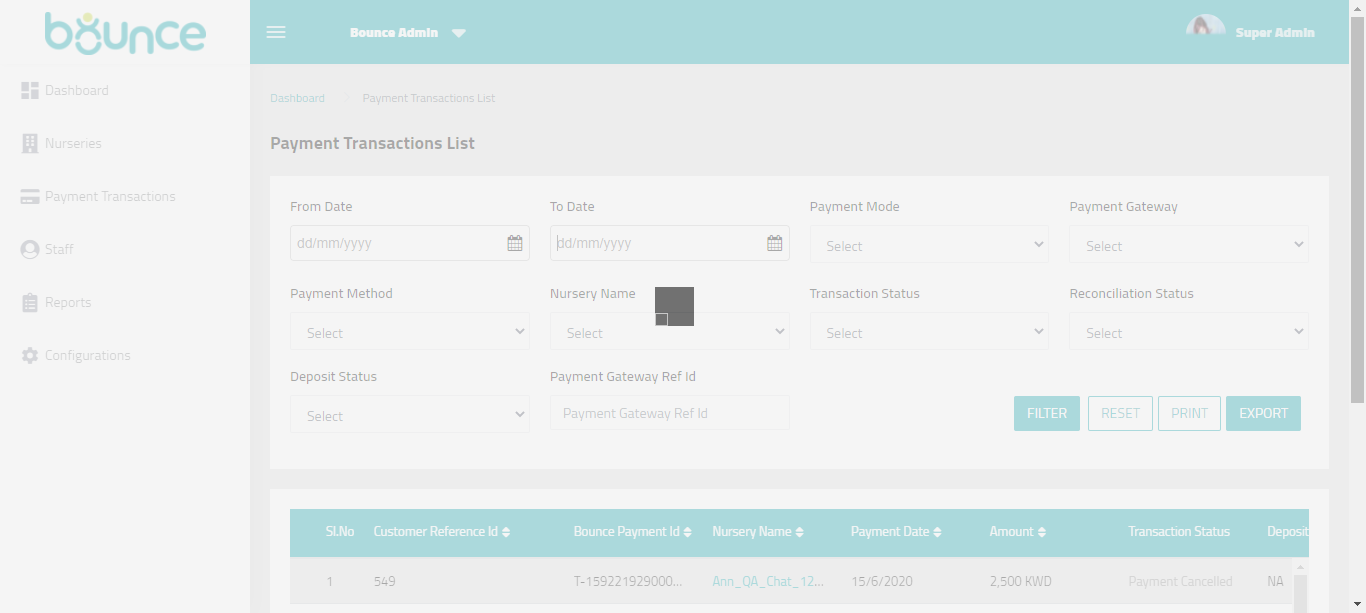 bounce
Bounce Admin
Super Admin
Dashboard
Nurseries
Payment Transactions
Staff
Reports
Configurations
Dashboard > Payment Transactions List
Payment Transactions List
From Date To Date Payment Mode Payment Gateway
dd/mm/yyyy dd/mm/yyyy Select Select
Payment Method Nursery Name Transaction Status Reconciliation Status
Select Select Select Select
Deposit Status Payment Gateway Ref Id
Select Payment Gateway Ref Id FILTER RESET PRINT EXPORT
Sl.No Customer Reference Id Bounce Payment Id Nursery Name Payment Date Amount Transaction Status Deposit
1 549 T-159221929000... Ann_QA_Chat_12... 15/6/2020 2,500 KWD Payment Cancelled NA